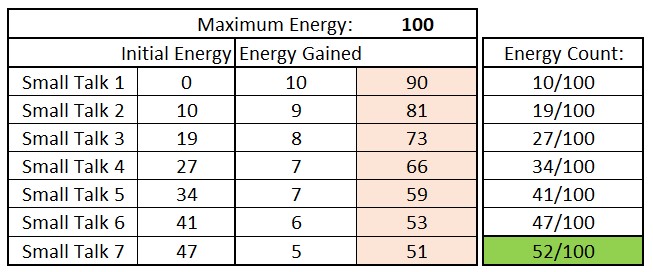 Maximum Energy: 100
Initial Energy Energy Gained Energy Count:
Small Talk 1 0 10 90 10/100
Small Talk 2 10 9 81 19/100
Small Talk 3 19 8 73 27/100
Small Talk 4 27 7 66 34/100
Small Talk 5 34 7 59 41/100
Small Talk 6 41 6 53 47/100
Small Talk 7 47 5 51 52/100